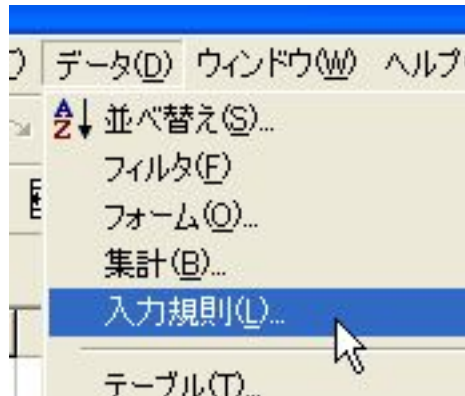 データ(D) ウィンドウ(W) ヘルプ
並べ替え(S)...
フィルタ(F)
フォーム(O)...
集計(B)...
入力規則(L)...
テーブル(T)...